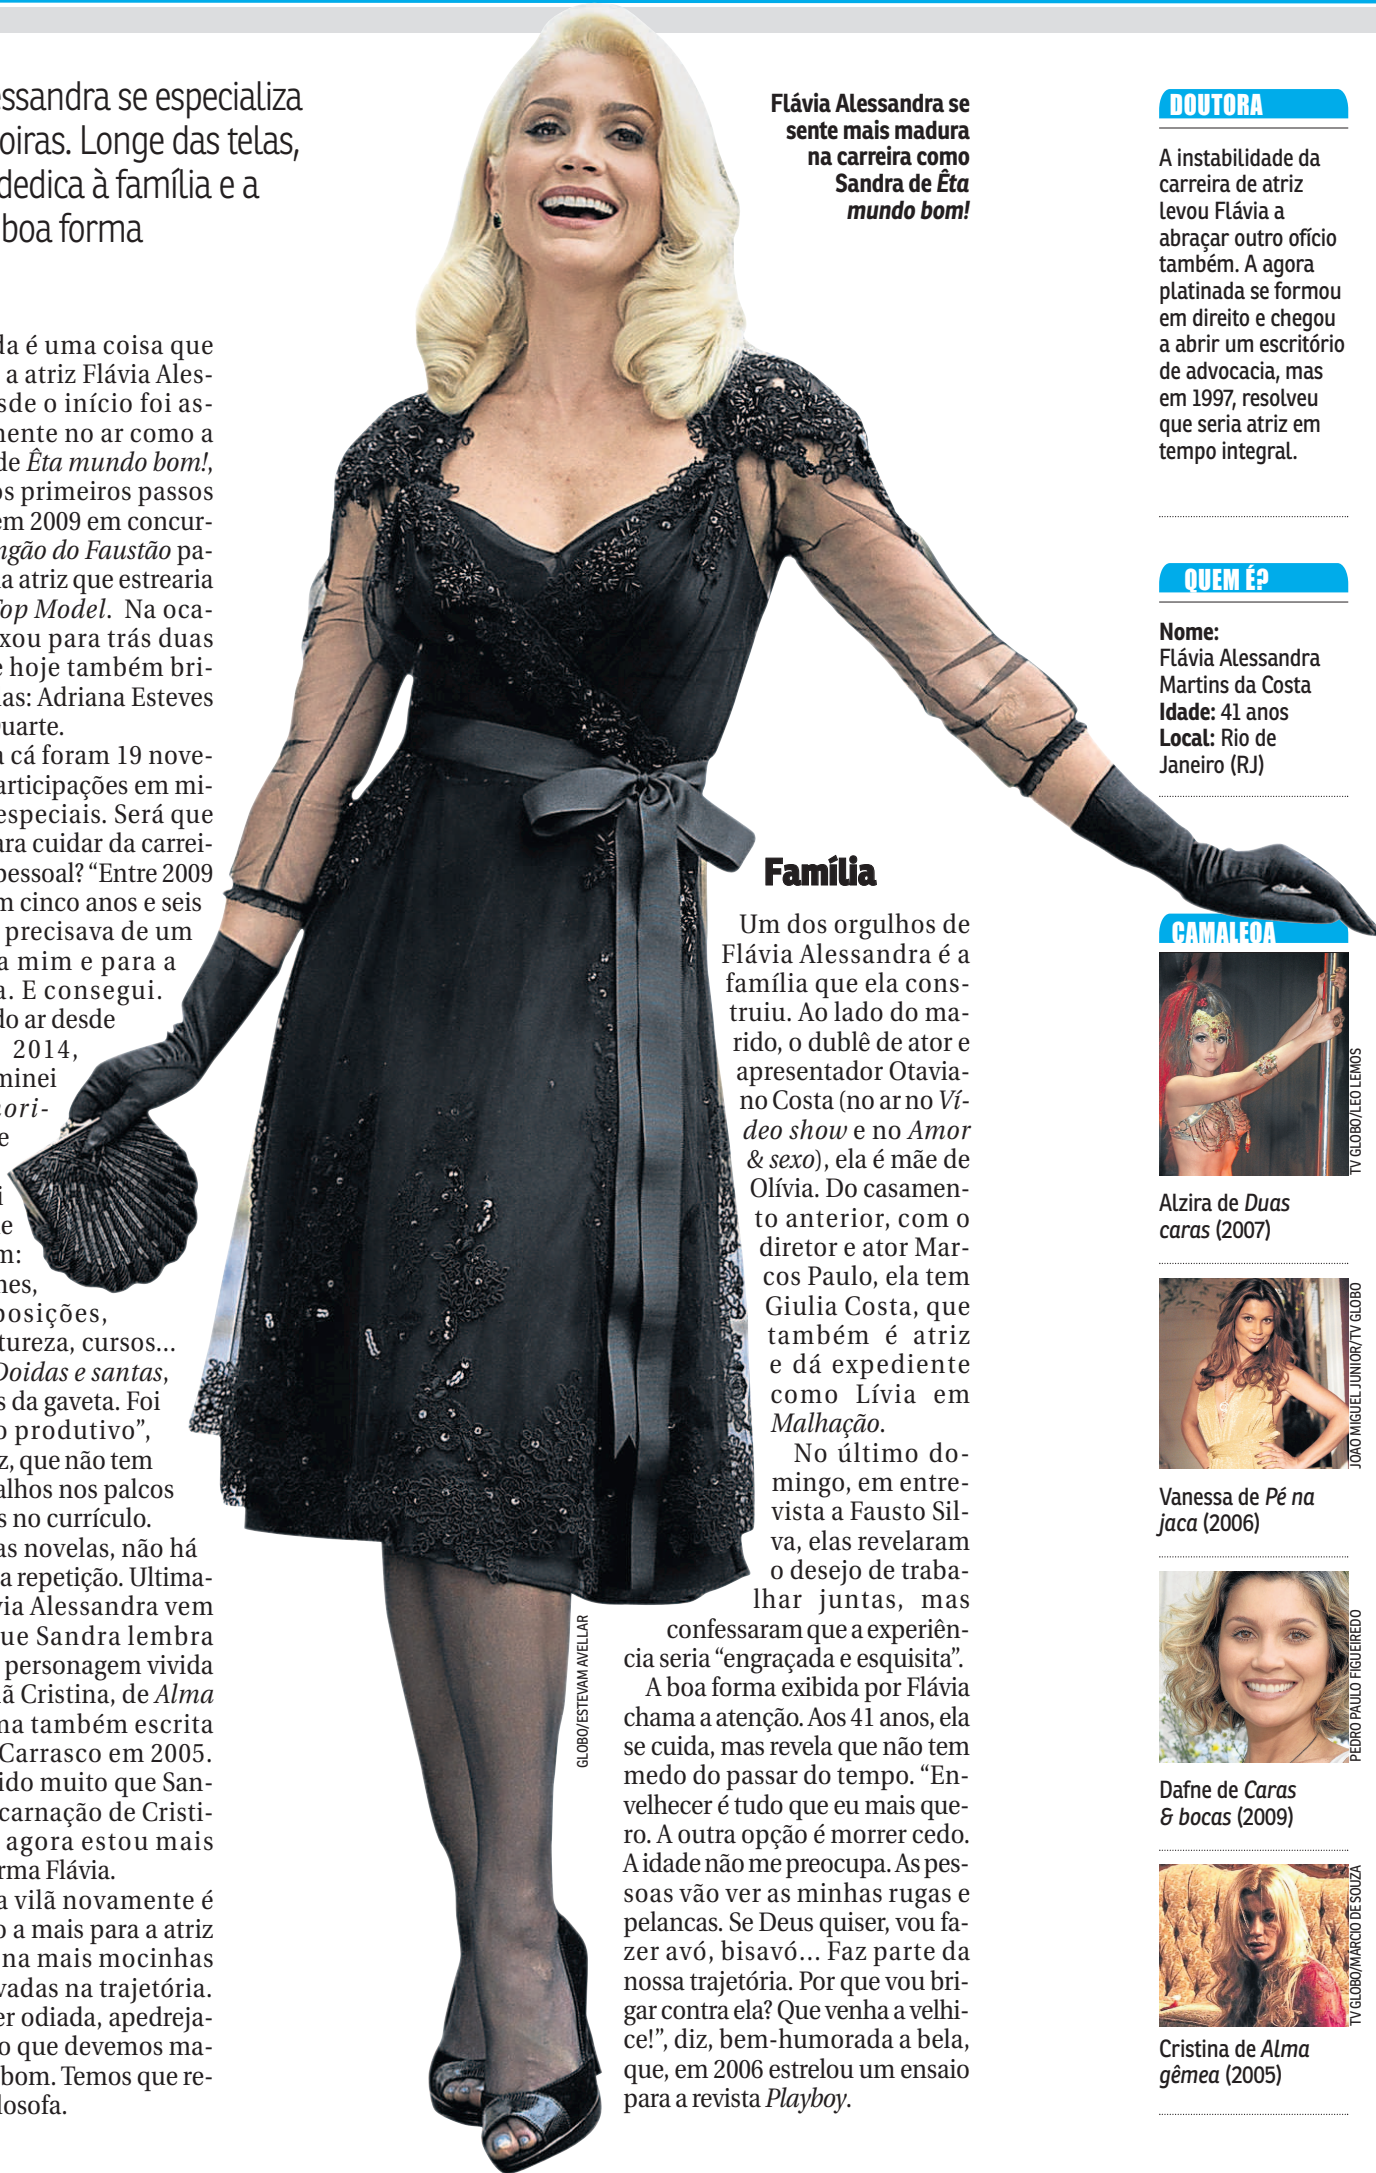 essandra se especializa
oiras. Longe das telas,
dedica à família e a
boa forma
da é uma coisa que
a atriz Flávia Ales-
sde o início foi as-
mente no ar como a
de Êta mundo bom!,
os primeiros passos
em 2009 em concur-
ngão do Faustão pa-
a atriz que estrearia
Top Model. Na oca-
xou para trás duas
e hoje também bri-
as: Adriana Esteves
uarte.
a cá foram 19 nove-
articipações em mi-
especiais. Será que
ara cuidar da carrei-
pessoal? “Entre 2009
m cinco anos e seis
precisava de um
a mim e para a
a. E consegui.
do ar desde
2014,
minei
ori-
e
i
e
m:
nes,
posições,
tureza, cursos...
Doidas e santas,
s da gaveta. Foi
o produtivo”,
z, que não tem
alhos nos palcos
s no currículo.
as novelas, não há
a repetição. Ultima-
via Alessandra vem
ue Sandra lembra
personagem vivida
ã Cristina, de Alma
ma também escrita
Carrasco em 2005.
ido muito que San-
carnação de Cristi-
agora estou mais
rma Flávia.
a vilã novamente é
o a mais para a atriz
na mais mocinhas
vadas na trajetória.
er odiada, apedreja-
o que devemos ma-
bom. Temos que re-
losofa.
Flávia Alessandra se
sente mais madura
na carreira como
Sandra de Êta
mundo bom!
Família
Um dos orgulhos de
Flávia Alessandra é a
família que ela cons-
truiu. Ao lado do ma-
rido, o dublê de ator e
apresentador Otavia-
no Costa (no ar no Ví-
deo show e no Amor
& sexo), ela é mãe de
Olívia. Do casamen-
to anterior, com o
diretor e ator Mar-
cos Paulo, ela tem
Giulia Costa, que
também é atriz
e dá expediente
como Lívia em
Malhação.
No último do-
mingo, em entre-
vista a Fausto Sil-
va, elas revelaram
o desejo de traba-
lhar juntas, mas
confessaram que a experiên-
cia seria “engraçada e esquisita”.
A boa forma exibida por Flávia
chama a atenção. Aos 41 anos, ela
se cuida, mas revela que não tem
medo do passar do tempo. “En-
velhecer é tudo que eu mais que-
ro. A outra opção é morrer cedo.
A idade não me preocupa. As pes-
soas vão ver as minhas rugas e
pelancas. Se Deus quiser, vou fa-
zer avó, bisavó... Faz parte da
nossa trajetória. Por que vou bri-
gar contra ela? Que venha a velhi-
ce!”, diz, bem-humorada a bela,
que, em 2006 estrelou um ensaio
para a revista Playboy.
GLOBO/ESTEVAM AVELLAR
DOUTORA
A instabilidade da
carreira de atriz
levou Flávia a
abraçar outro ofício
também. A agora
platinada se formou
em direito e chegou
a abrir um escritório
de advocacia, mas
em 1997, resolveu
que seria atriz em
tempo integral.
QUEM É?
Nome:
Flávia Alessandra
Martins da Costa
Idade: 41 anos
Local: Rio de
Janeiro (RJ)
CAMALEOA
TV GLOBO/LEO LEMOS
Alzira de Duas
caras (2007)
JOÃO MIGUEL JUNIOR/TV GLOBO
Vanessa de Pé na
jaca (2006)
PEDRO PAULO FIGUEIREDO
Dafne de Caras
& bocas (2009)
TV GLOBO/MÁRCIO DE SOUZA
Cristina de Alma
gêmea (2005)